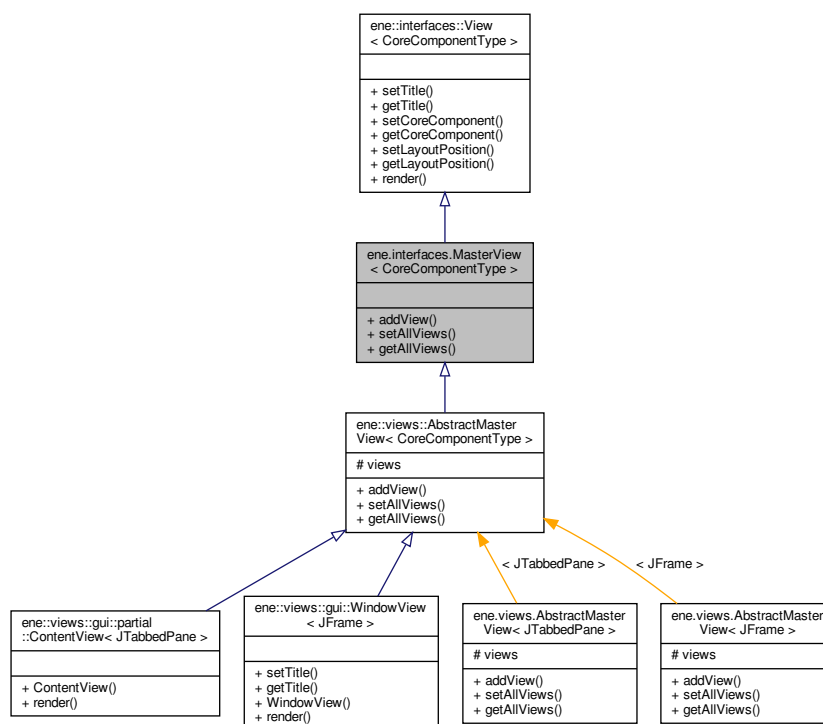 ene::interfaces::View
< CoreComponentType >
+ setTitle()
+ getTitle()
+ setCoreComponent()
+ getCoreComponent()
+ setLayoutPosition()
+ getLayoutPosition()
+ render()
ene.interfaces.MasterView
< CoreComponentType >
+ addView()
+ setAllViews()
+ getAllViews()
ene::views::AbstractMaster
View< CoreComponentType >
# views
+ addView()
+ setAllViews()
+ getAllViews()
< JTabbedPane >
< JFrame >
ene::views::gui::partial
::ContentView< JTabbedPane >
+ ContentView()
+ render()
ene::views::gui::WindowView
< JFrame >
+ setTitle()
+ getTitle()
+ WindowView()
+ render()
ene.views.AbstractMaster
View< JTabbedPane >
# views
+ addView()
+ setAllViews()
+ getAllViews()
ene.views.AbstractMaster
View< JFrame >
# views
+ addView()
+ setAllViews()
+ getAllViews()